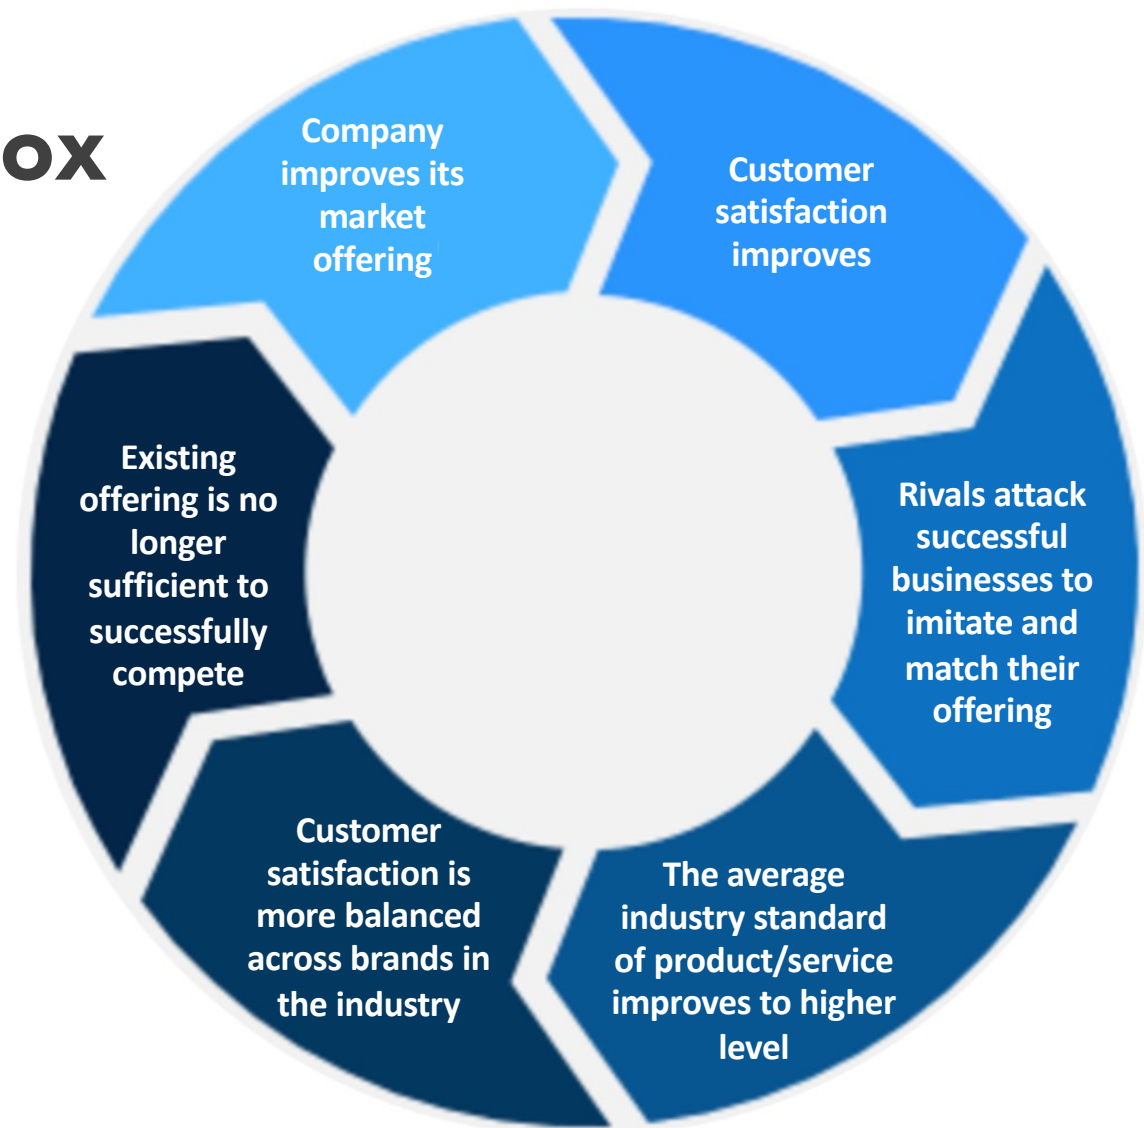 ox
Company
improves its
market
offering
Customer
satisfaction
improves
Rivals attack
successful
businesses to
imitate and
match their
offering
The average
industry standard
of product/service
improves to higher
level
Customer
satisfaction is
more balanced
across brands in
the industry
Existing
offering is no
longer
sufficient to
successfully
compete